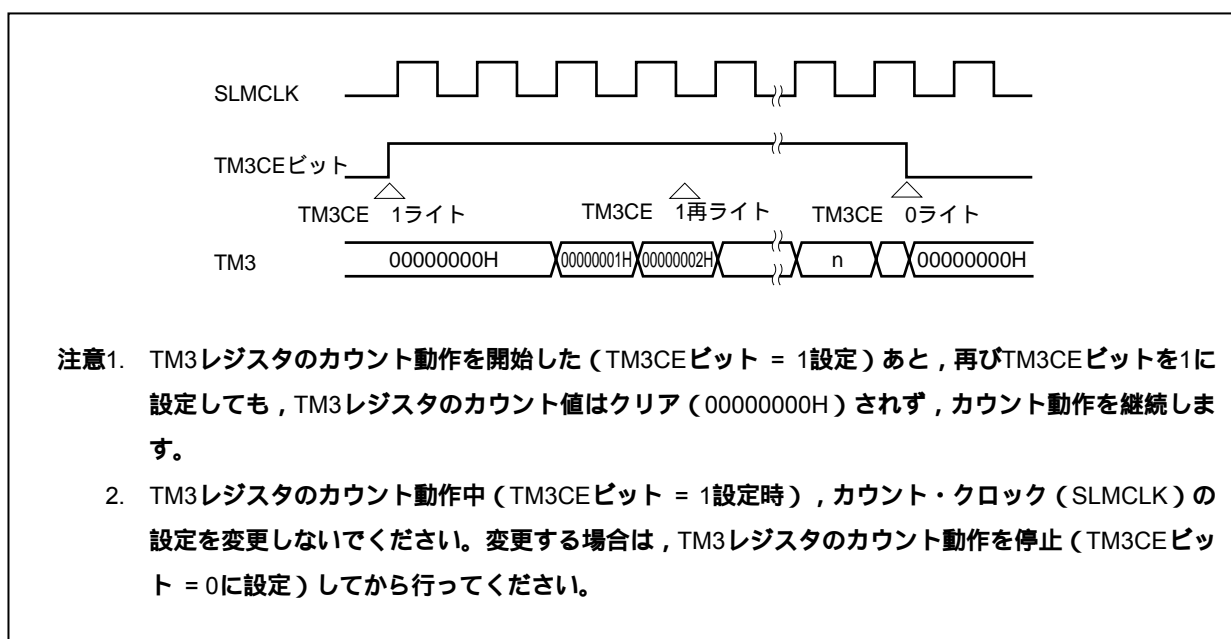 SLMCLK
TM3CEビット
TM3CE 1ライト TM3CE 1再ライト TM3CE 0ライト
TM3 00000000H 00000001H 00000002H n 00000000H
注意1. TM3レジスタのカウント動作を開始した(TM3CEビット = 1設定)あと,再びTM3CEビットを1に
設定しても,TM3レジスタのカウント値はクリア(00000000H)されず,カウント動作を継続しま
す。
2. TM3レジスタのカウント動作中(TM3CEビット = 1設定時),カウント・クロック(SLMCLK)の
設定を変更しないでください。変更する場合は,TM3レジスタのカウント動作を停止(TM3CEビッ
ト = 0に設定)してから行ってください。